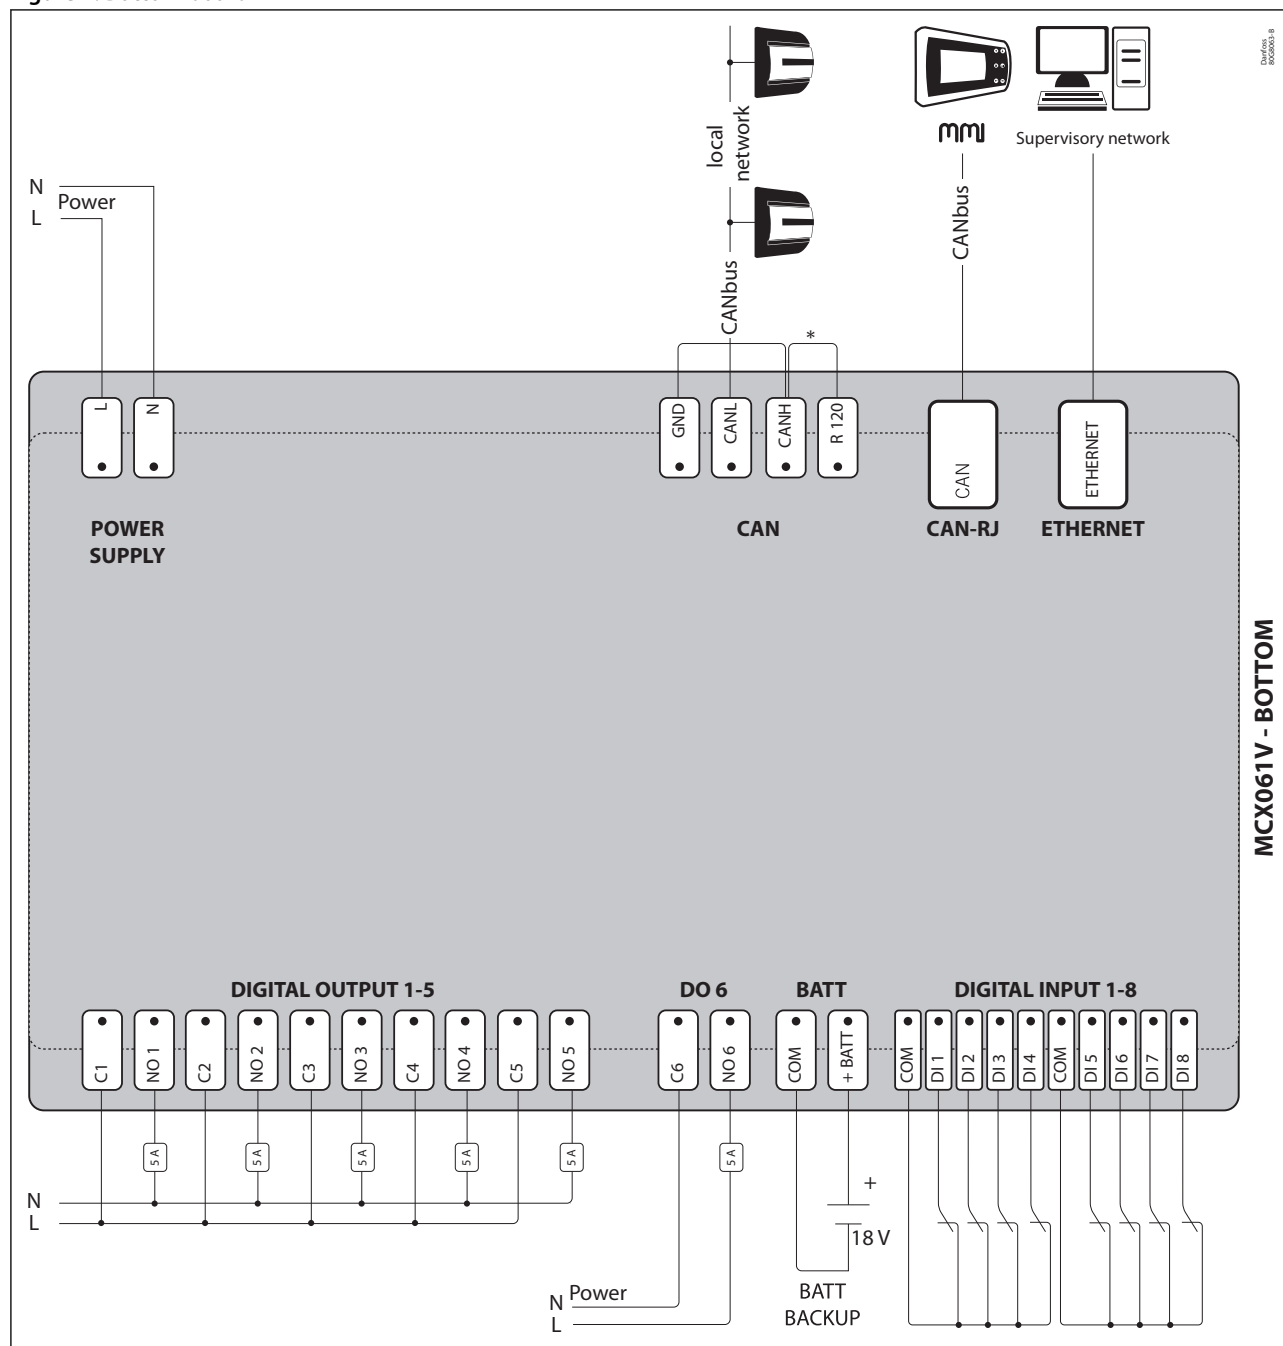 Danfoss
80G8063-B
local
network
mmi
Supervisory network
N
Power
L
CANbus
CANbus
*
L
N
GND
CANL
CANH
R 120
CAN
ETHERNET
POWER
SUPPLY
CAN
CAN-RJ
ETHERNET
MCX061V - BOTTOM
DIGITAL OUTPUT 1-5
DO 6
BATT
DIGITAL INPUT 1-8
C1
NO 1
C2
NO 2
C3
NO 3
C4
NO 4
C5
NO 5
C6
NO 6
COM
+ BATT
COM
DI 1
DI 2
DI 3
DI 4
COM
DI 5
DI 6
DI 7
DI 8
5 A
5 A
5 A
5 A
5 A
5 A
N
L
+
18 V
N
Power
L
BATT
BACKUP